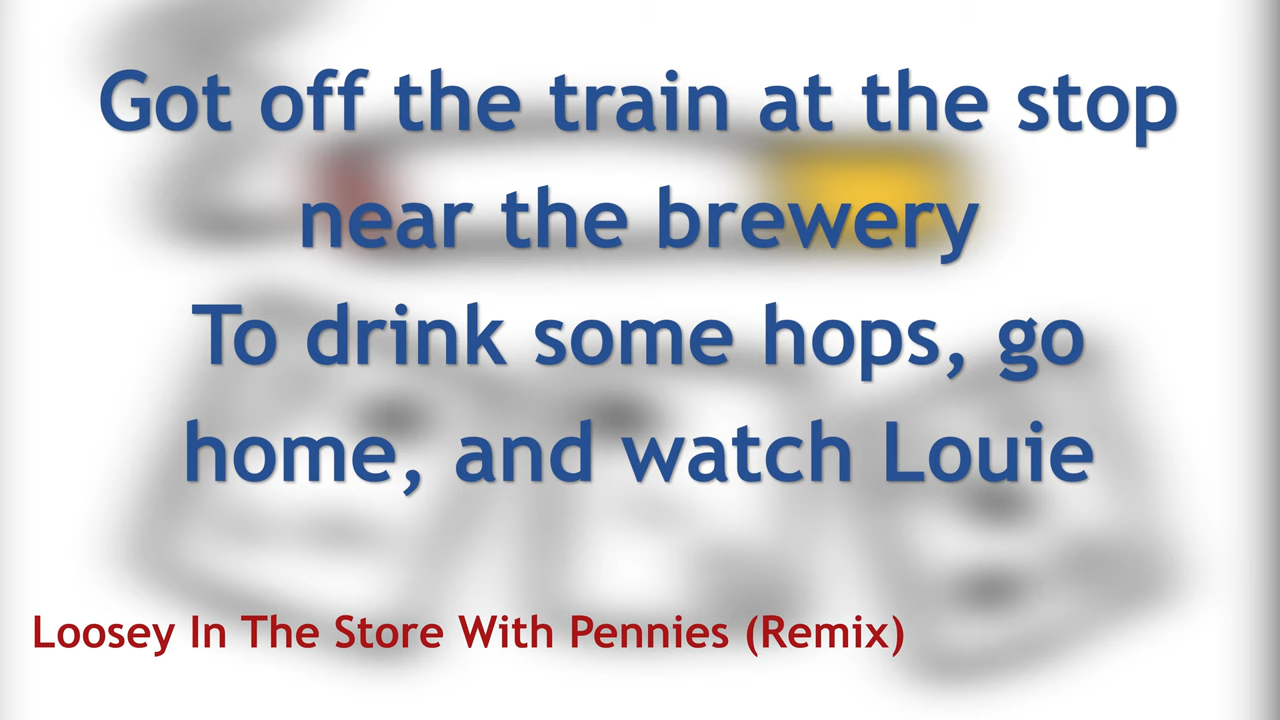 Got off the train at the stop
near the brewery
To drink some hops, go
home, and watch Louie
Loosey In The Store With Pennies (Remix)